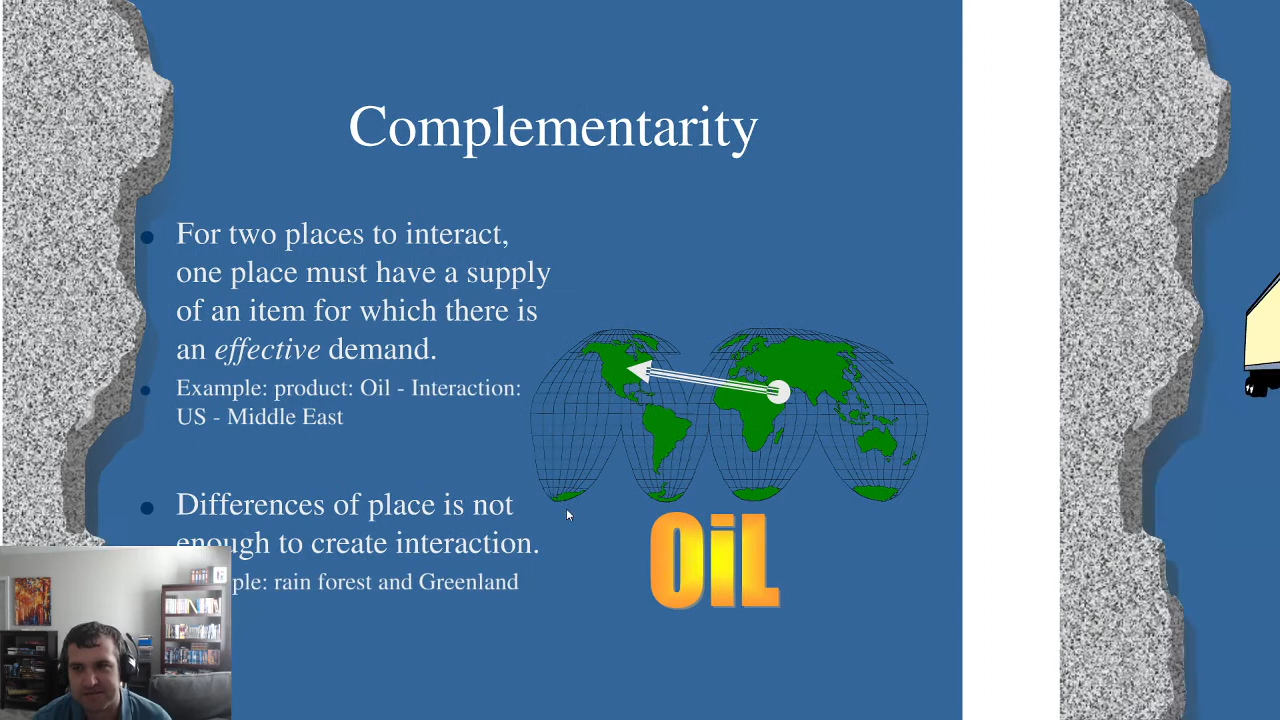 Complementarity
For two places to interact,
one place must have a supply
of an item for which there is
an effective demand.
Example: product: Oil - Interaction:
US - Middle East
Differences of place is not
enough to create interaction.
rain forest and Greenland
OiL